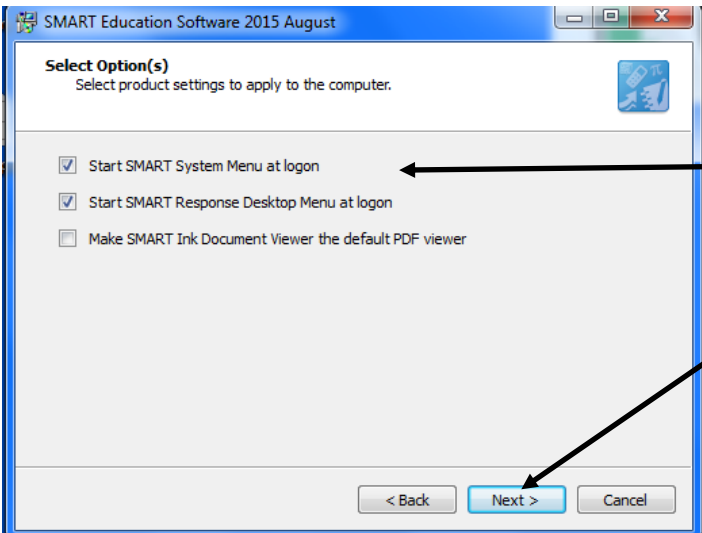 SMART Education Software 2015 August
Select Option(s)
Select product settings to apply to the computer.
Start SMART System Menu at logon
Start SMART Response Desktop Menu at logon
Make SMART Ink Document Viewer the default PDF viewer
< Back Next > Cancel